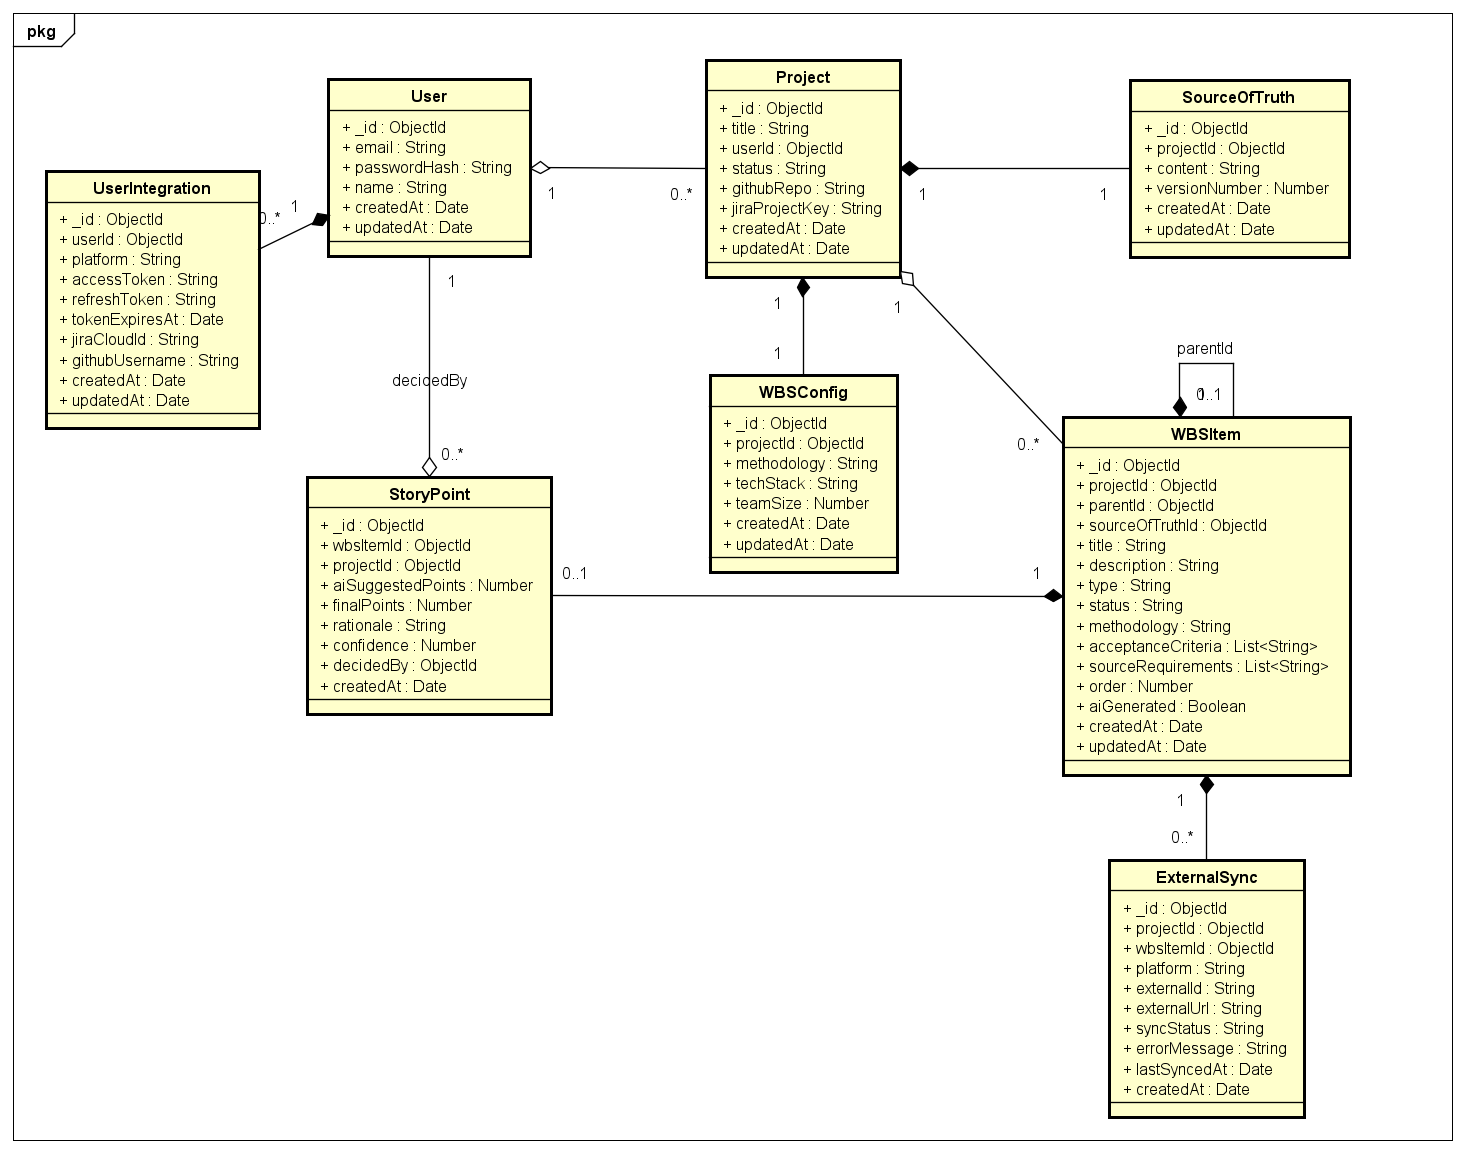 pkg
User
+ _id : ObjectId
+ email : String
+ passwordHash : String
+ name : String
+ createdAt : Date
+ updatedAt : Date
Project
+ _id : ObjectId
+ title : String
+ userId : ObjectId
+ status : String
+ githubRepo : String
+ jiraProjectKey : String
+ createdAt : Date
+ updatedAt : Date
SourceOfTruth
+ _id : ObjectId
+ projectId : ObjectId
+ content : String
+ versionNumber : Number
+ createdAt : Date
+ updatedAt : Date
UserIntegration
+ _id : ObjectId
+ userId : ObjectId
+ platform : String
+ accessToken : String
+ refreshToken : String
+ tokenExpiresAt : Date
+ jiraCloudId : String
+ githubUsername : String
+ createdAt : Date
+ updatedAt : Date
0..*
1
1
0..*
1
1
1
decidedBy
0..*
1
1
1
0..*
parentId
0..1
WBSConfig
+ _id : ObjectId
+ projectId : ObjectId
+ methodology : String
+ techStack : String
+ teamSize : Number
+ createdAt : Date
+ updatedAt : Date
WBSItem
+ _id : ObjectId
+ projectId : ObjectId
+ parentId : ObjectId
+ sourceOfTruthId : ObjectId
+ title : String
+ description : String
+ type : String
+ status : String
+ methodology : String
+ acceptanceCriteria : List<String>
+ sourceRequirements : List<String>
+ order : Number
+ aiGenerated : Boolean
+ createdAt : Date
+ updatedAt : Date
StoryPoint
+ _id : ObjectId
+ wbsItemId : ObjectId
+ projectId : ObjectId
+ aiSuggestedPoints : Number
+ finalPoints : Number
+ rationale : String
+ confidence : Number
+ decidedBy : ObjectId
+ createdAt : Date
0..1
1
1
0..*
ExternalSync
+ _id : ObjectId
+ projectId : ObjectId
+ wbsItemId : ObjectId
+ platform : String
+ externalId : String
+ externalUrl : String
+ syncStatus : String
+ errorMessage : String
+ lastSyncedAt : Date
+ createdAt : Date